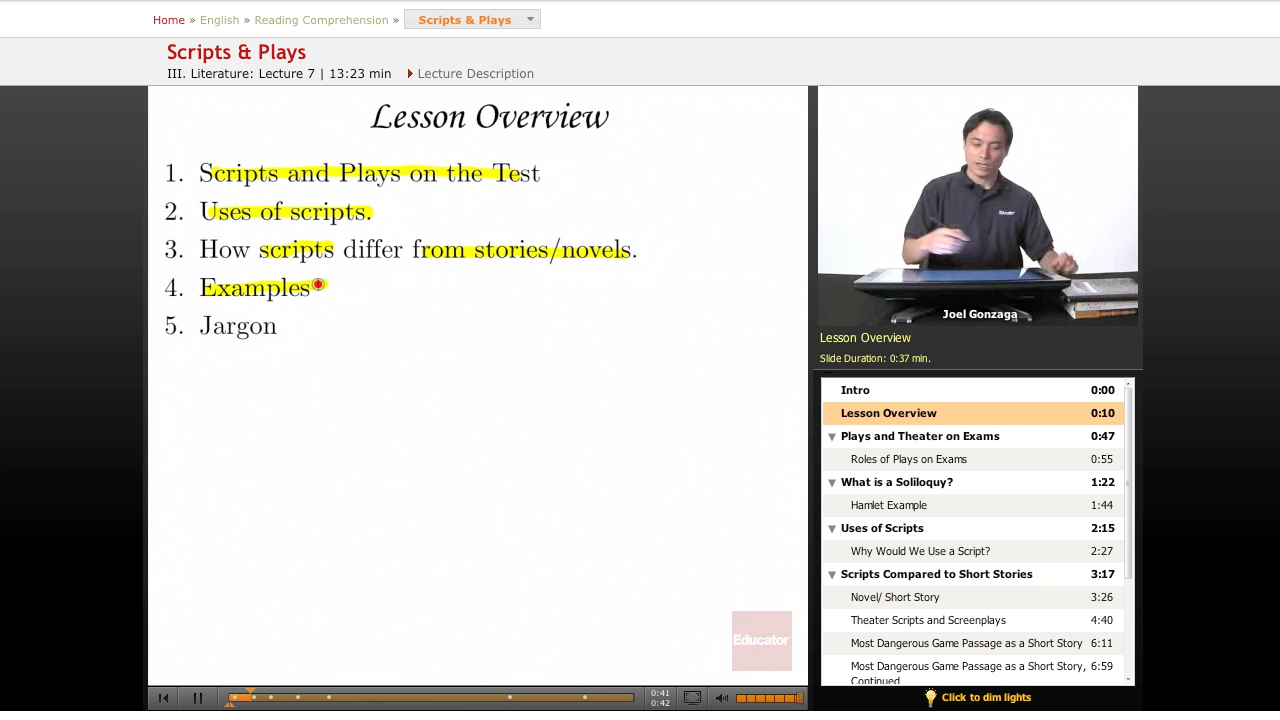 Home » English » Reading Comprehension » Scripts & Plays
Scripts & Plays
III. Literature: Lecture 7 | 13:23 min Lecture Description
Lesson Overview
1. Scripts and Plays on the Test
2. Uses of scripts.
3. How scripts differ from stories/novels.
4. Examples
5. Jargon
Educator
Joel Gonzaga
Lesson Overview
Slide Duration: 0:37 min.
Intro 0:00
Lesson Overview 0:10
Plays and Theater on Exams 0:47
Roles of Plays on Exams 0:55
What is a Soliloquy? 1:22
Hamlet Example 1:44
Uses of Scripts 2:15
Why Would We Use a Script? 2:27
Scripts Compared to Short Stories 3:17
Novel/ Short Story 3:26
Theater Scripts and Screenplays 4:40
Most Dangerous Game Passage as a Short Story 6:11
Most Dangerous Game Passage as a Short Story, 6:59
Continued
0:41
0:42
Click to dim lights